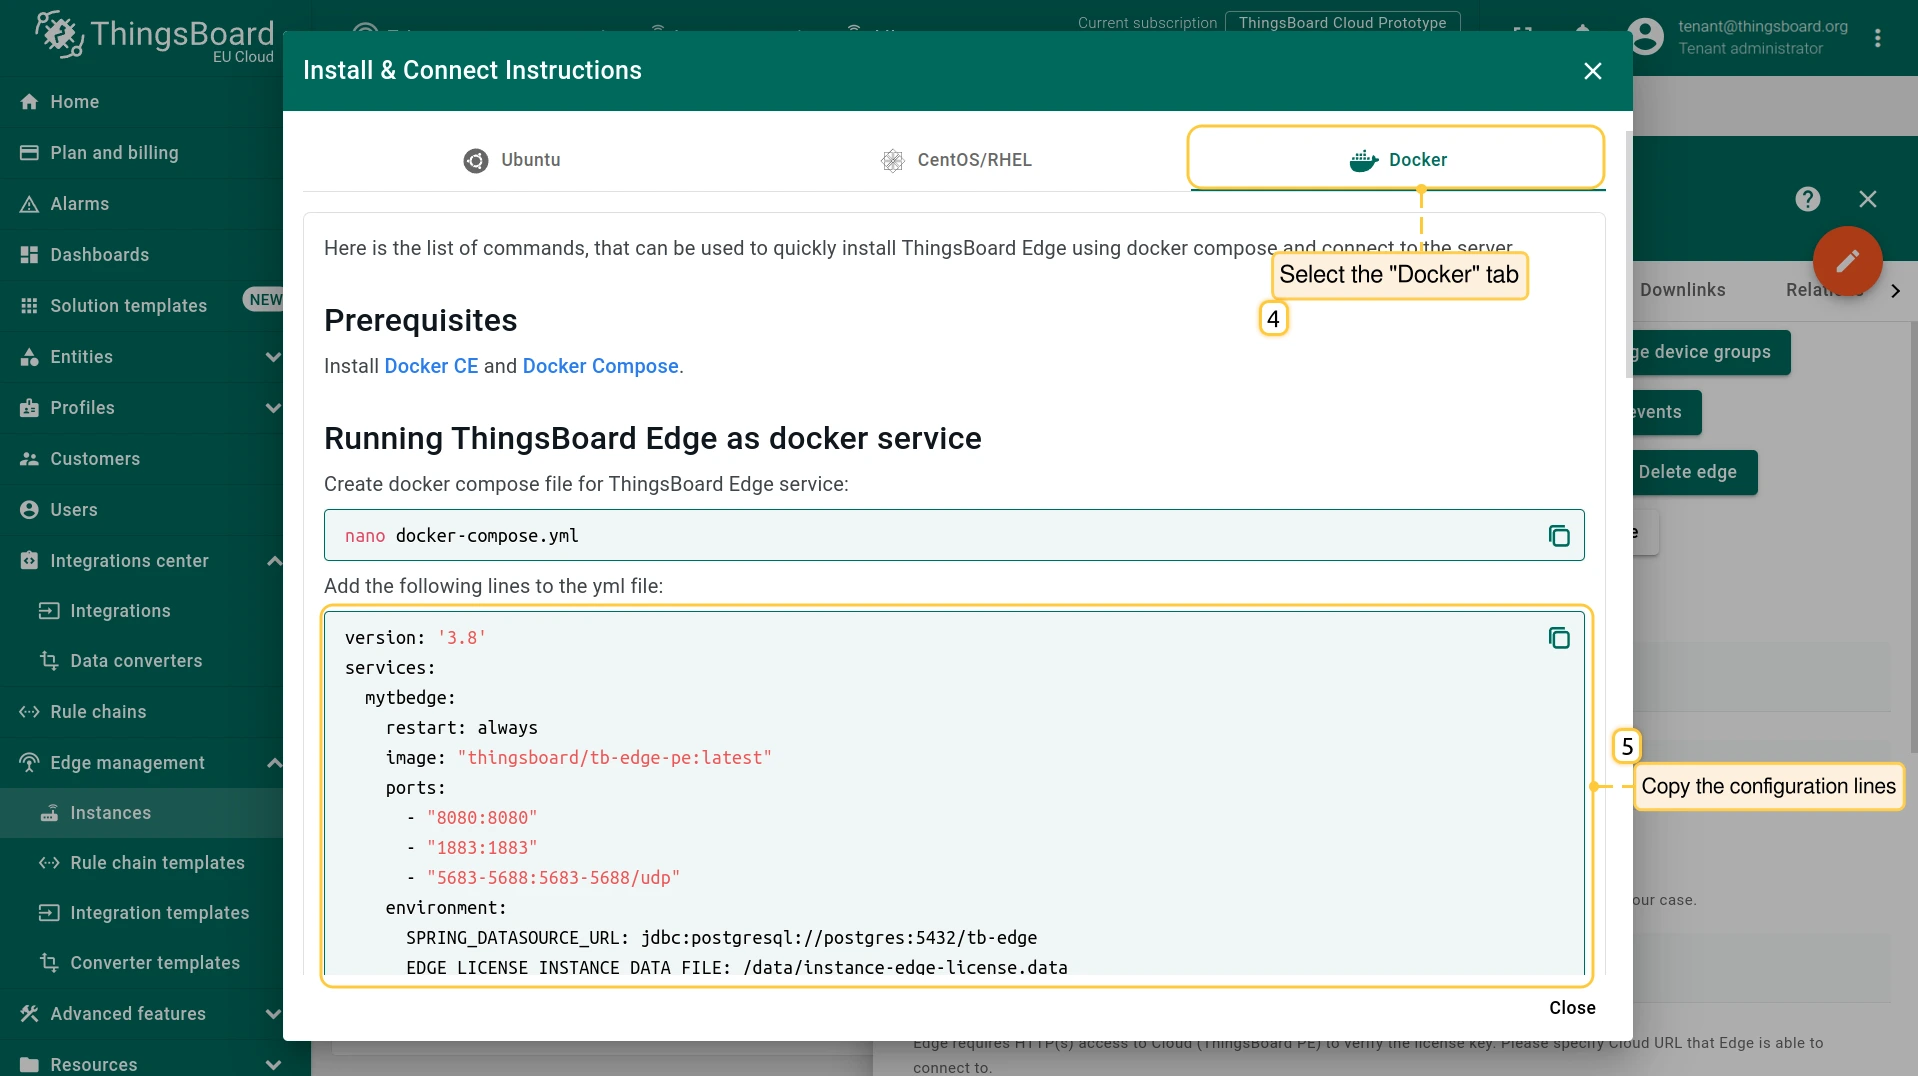 ThingsBoard
EU Cloud
Current subscription
ThingsBoard Cloud Prototype
tenant@thingsboard.org
Tenant administrator
Home
Plan and billing
Alarms
Dashboards
Solution templates
NEW
Entities
Profiles
Customers
Users
Integrations center
Integrations
Data converters
Rule chains
Edge management
Instances
Rule chain templates
Integration templates
Converter templates
Advanced features
Resources
Install & Connect Instructions
Ubuntu
CentOS/RHEL
Docker
Here is the list of commands, that can be used to quickly install ThingsBoard Edge using docker compose and connect to the server.
Select the "Docker" tab
4
Prerequisites
Install Docker CE and Docker Compose.
Running ThingsBoard Edge as docker service
Create docker compose file for ThingsBoard Edge service:
nano docker-compose.yml
Add the following lines to the yml file:
version: '3.8'
services:
mytbedge:
restart: always
image: "thingsboard/tb-edge-pe:latest"
ports:
- "8080:8080"
- "1883:1883"
- "5683-5688:5683-5688/udp"
environment:
SPRING_DATASOURCE_URL: jdbc:postgresql://postgres:5432/tb-edge
EDGE_LICENSE_INSTANCE_DATA_FILE: /data/instance-edge-license.data
5
Copy the configuration lines
Close
Downlinks
device groups
events
Delete edge
our case.
Edge requires HTTP(s) access to Cloud (ThingsBoard PE) to verify the license key. Please specify Cloud URL that Edge is able to
connect to.